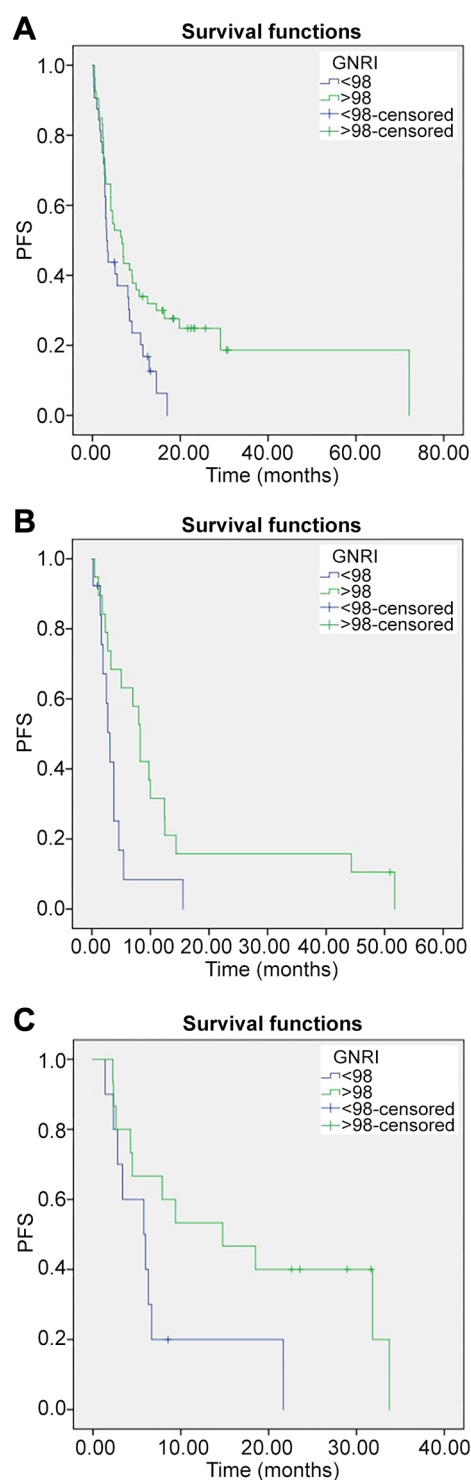 A
Survival functions
GNRI
<98
>98
<98-censored
>98-censored
1.0
0.8
0.6
0.4
0.2
0.0
PFS
0.00 20.00 40.00 60.00 80.00
Time (months)
B
Survival functions
GNRI
<98
>98
<98-censored
>98-censored
1.0
0.8
0.6
0.4
0.2
0.0
PFS
0.00 10.00 20.00 30.00 40.00 50.00 60.00
Time (months)
C
Survival functions
GNRI
<98
>98
<98-censored
>98-censored
1.0
0.8
0.6
0.4
0.2
0.0
PFS
0.00 10.00 20.00 30.00 40.00
Time (months)